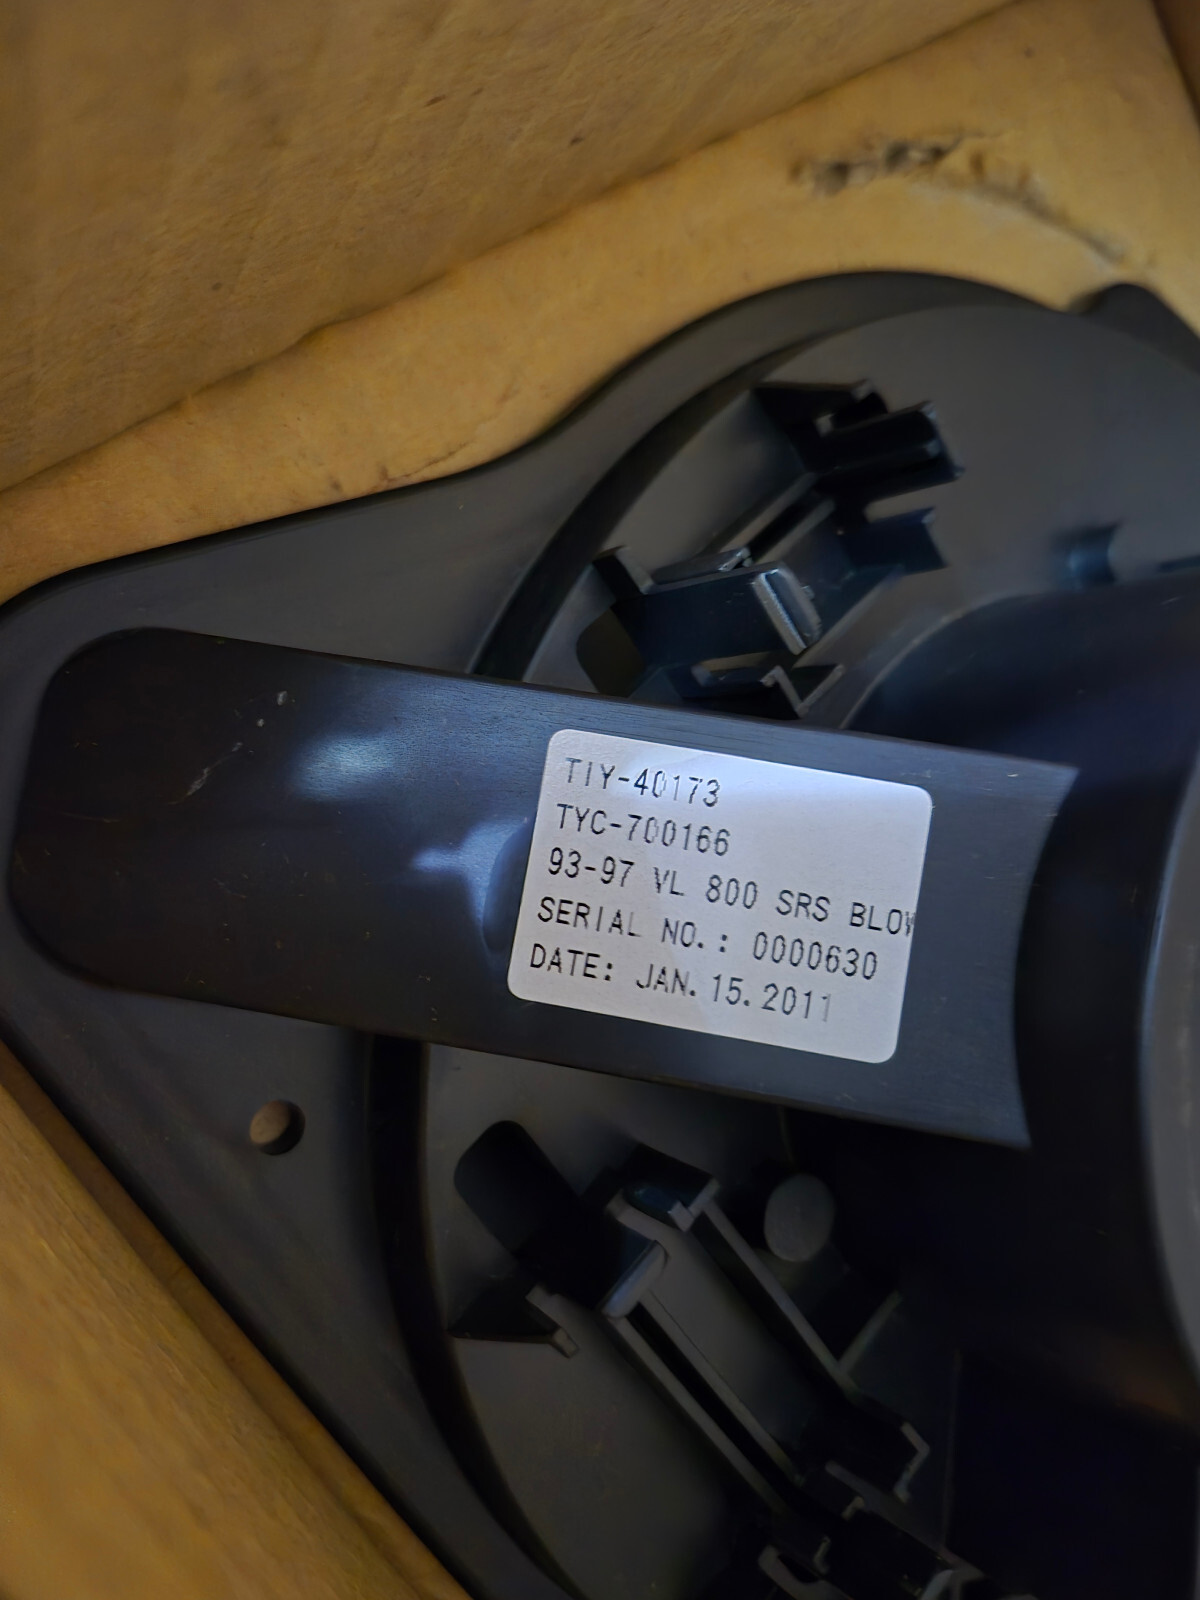 TIY-40173
TYC-700166
93-97 VL 800 SRS BLOW
SERIAL NO.: 0000630
DATE: JAN.15.2011